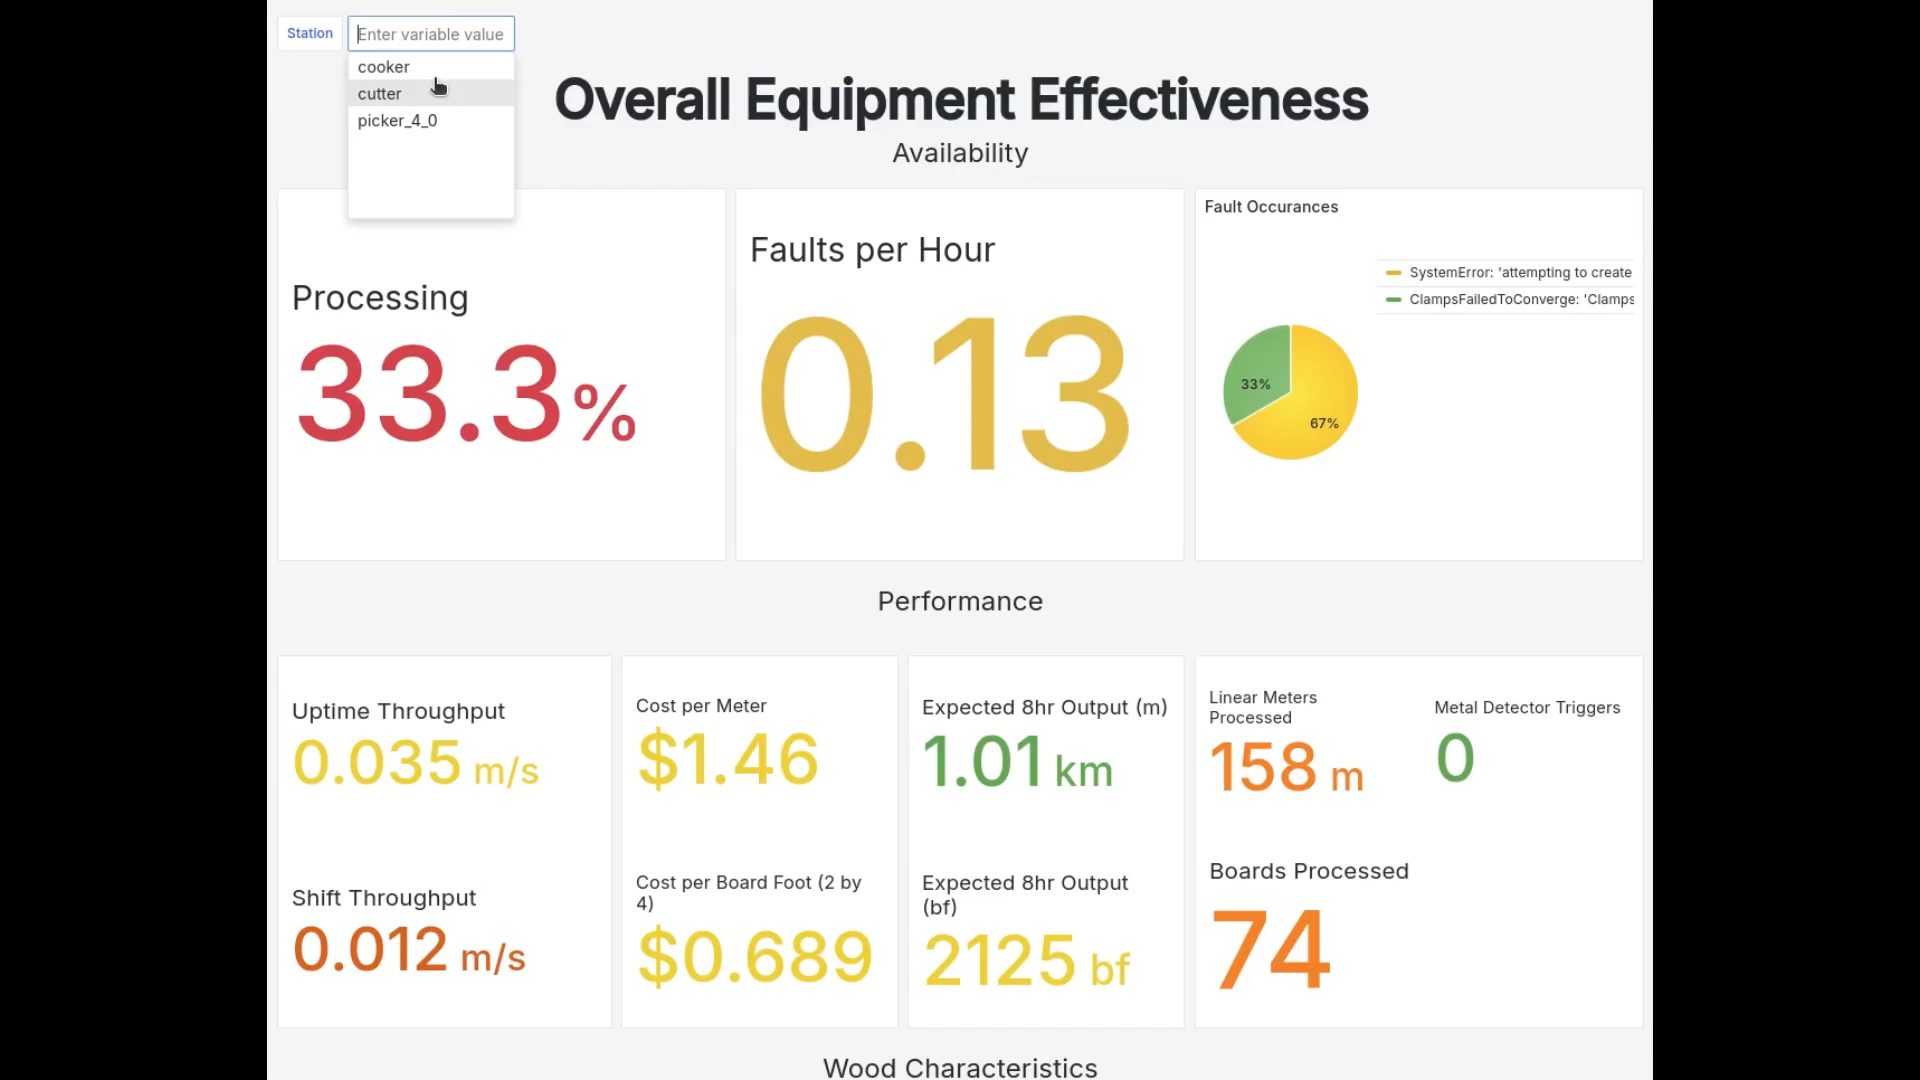 Station
Enter variable value
cooker
cutter
picker_4_0
Overall Equipment Effectiveness
Availability
Processing
33.3%
Faults per Hour
0.13
Fault Occurances
SystemError: 'attempting to create
ClampsFailedToConverge: 'Clamps
33%
67%
Performance
Uptime Throughput
0.035 m/s
Shift Throughput
0.012 m/s
Cost per Meter
$1.46
Cost per Board Foot (2 by
4)
$0.689
Expected 8hr Output (m)
1.01 km
Expected 8hr Output
(bf)
2125 bf
Linear Meters
Processed
158 m
Metal Detector Triggers
0
Boards Processed
74
Wood Characteristics